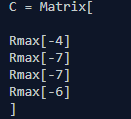 C = Matrix[
Rmax[-4]
Rmax[-7]
Rmax[-7]
Rmax[-6]
]